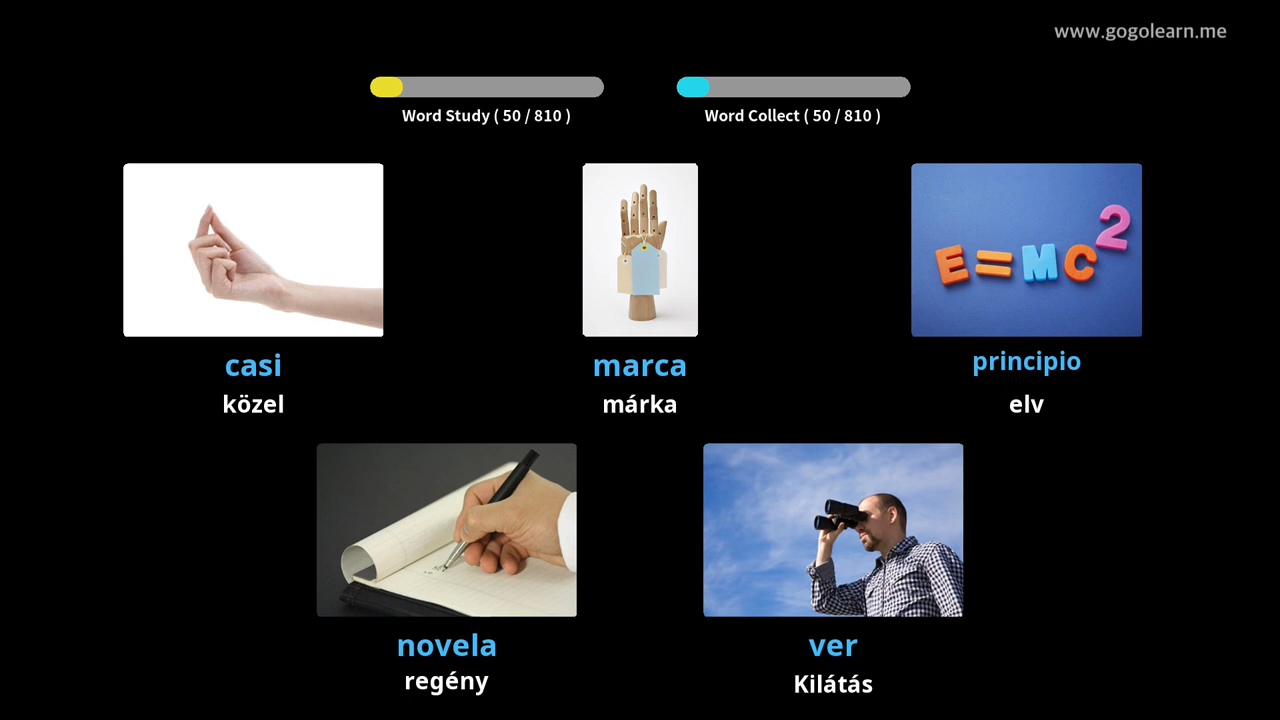 www.gogolearn.me
Word Study ( 50 / 810 )
Word Collect ( 50 / 810 )
E=MC2
casi
közel
marca
márka
principio
elv
novela
regény
ver
Kilátás